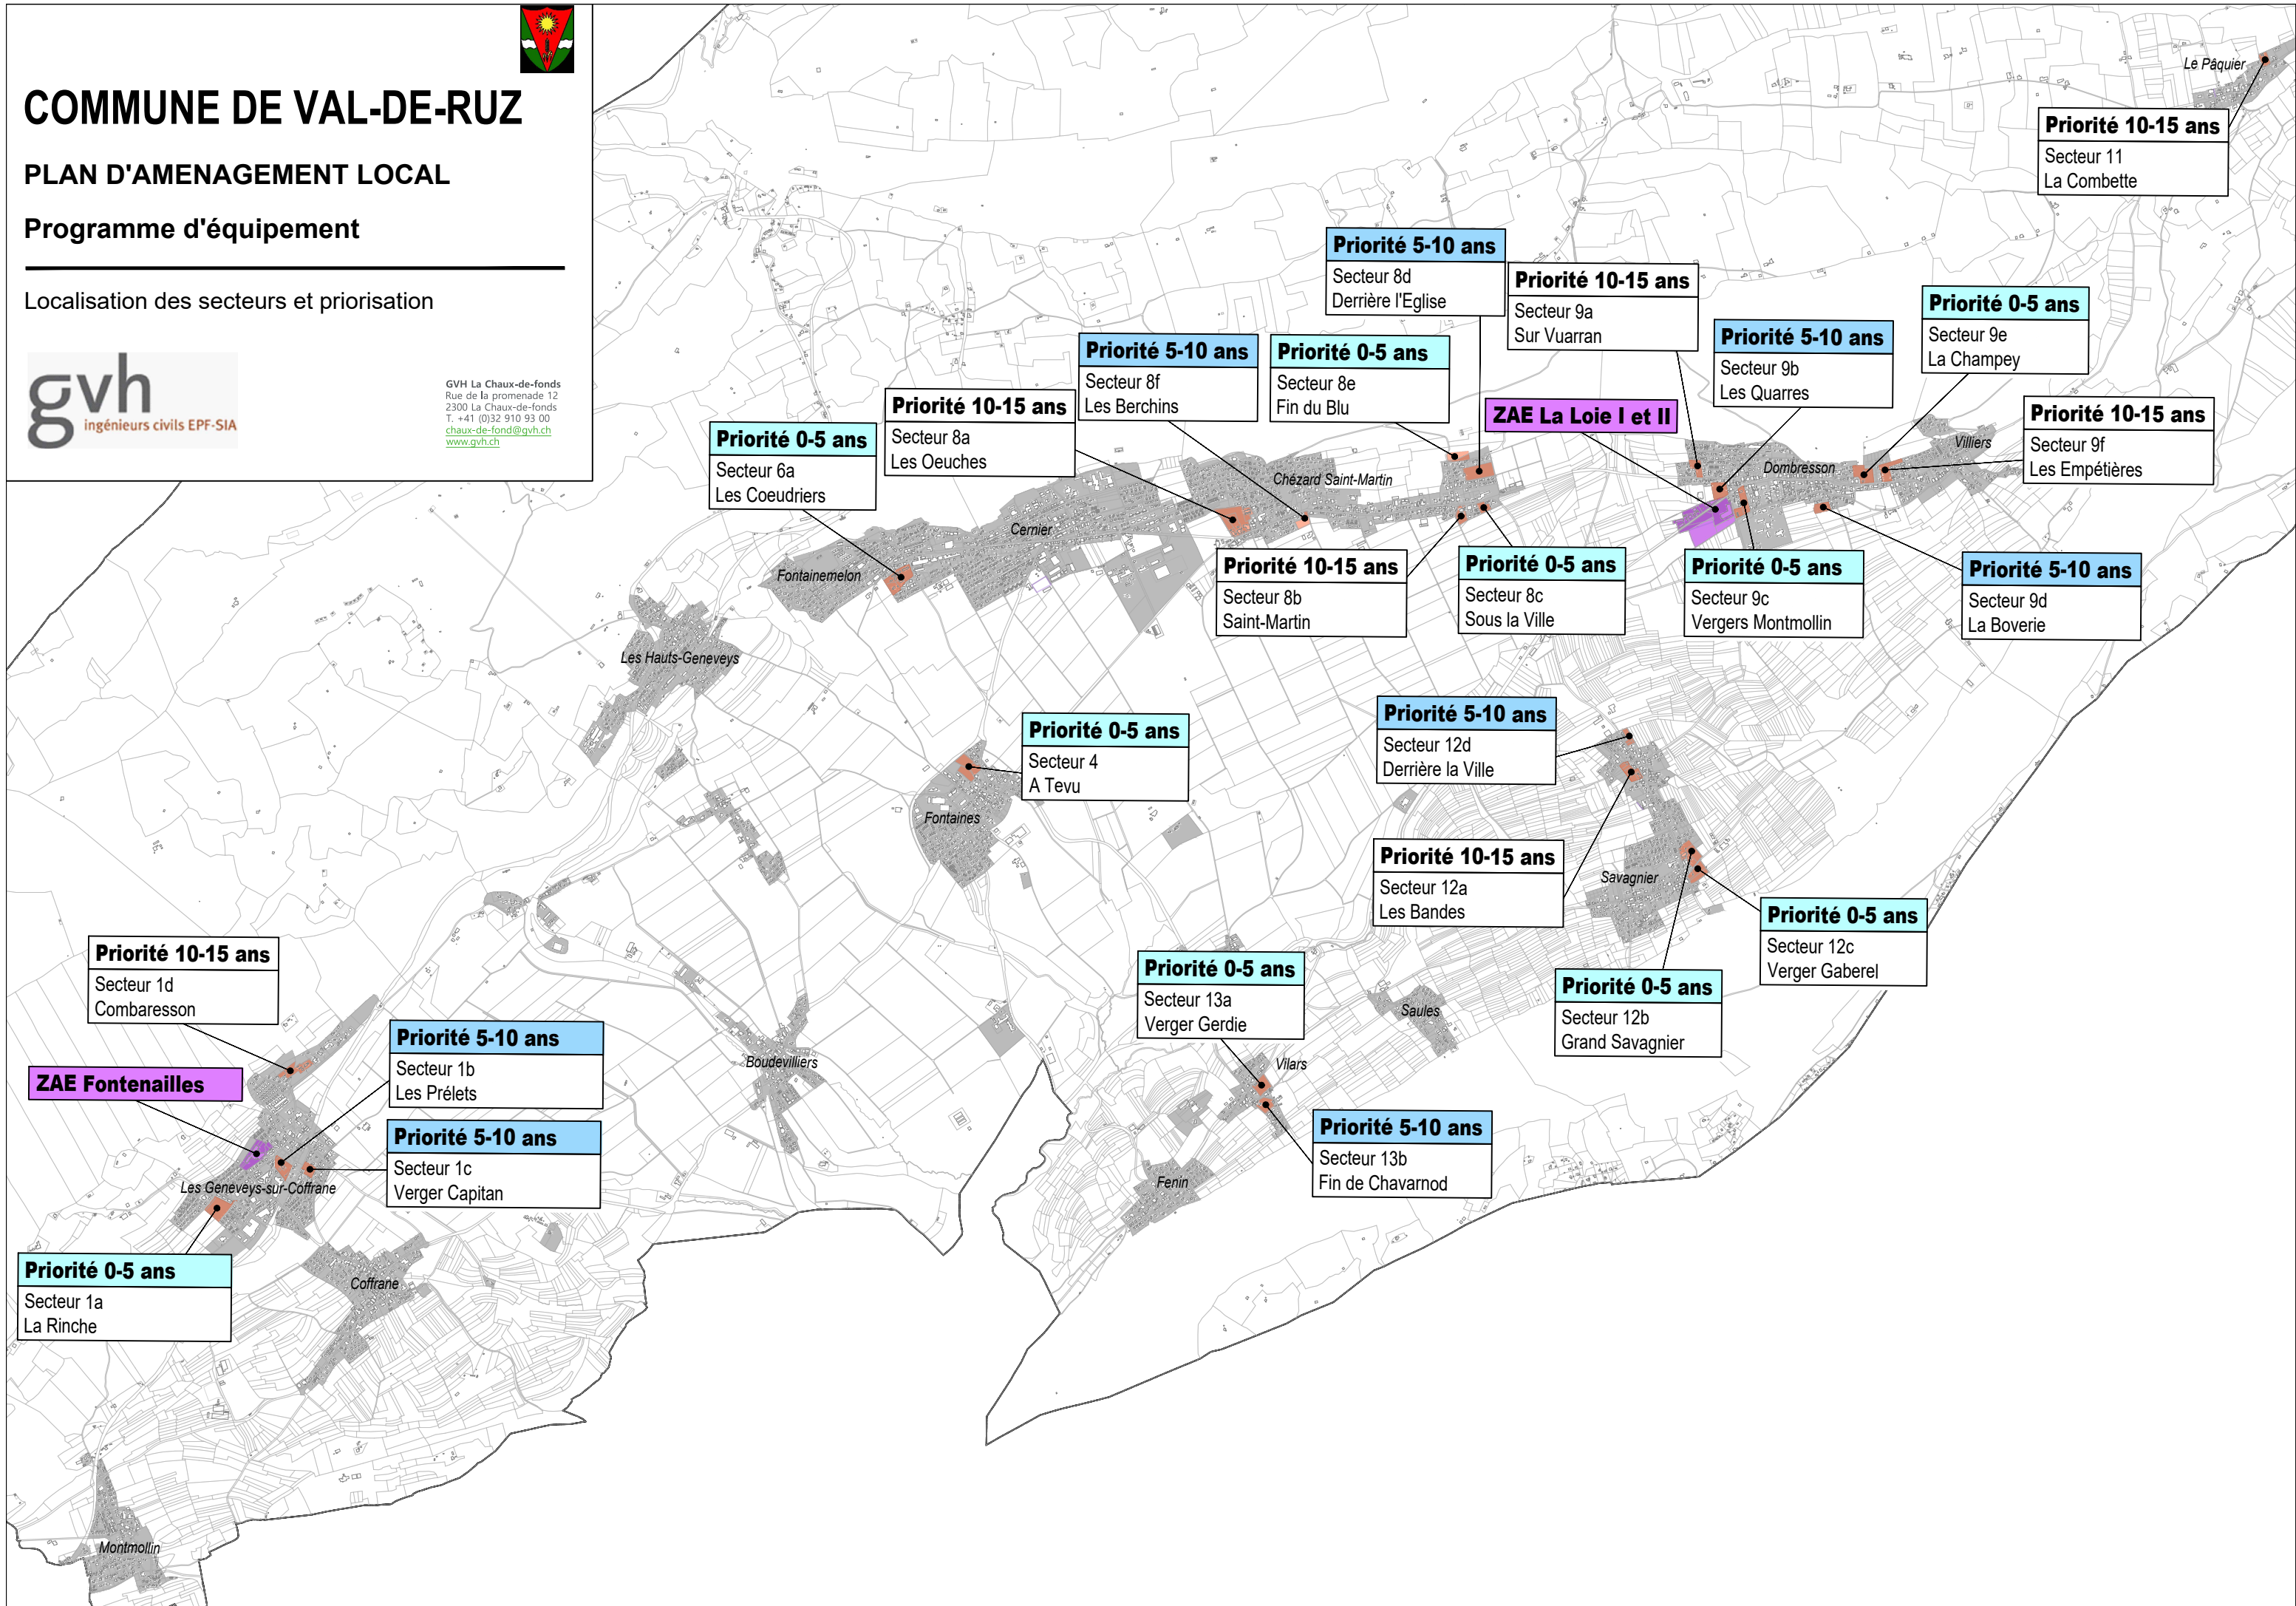 COMMUNE DE VAL-DE-RUZ
PLAN D'AMENAGEMENT LOCAL
Programme d'équipement
Localisation des secteurs et priorisation
gvh
ingénieurs civils EPF-SIA
GVH La Chaux-de-fonds
Rue de la promenade 12
2300 La Chaux-de-fonds
T. +41 (0)32 910 93 00
chaux-de-fond@gvh.ch
www.gvh.ch
Le Pâquier
Priorité 10-15 ans
Secteur 11
La Combette
Priorité 5-10 ans
Secteur 8d
Derrière l'Eglise
Priorité 10-15 ans
Secteur 9a
Sur Vuarran
Priorité 0-5 ans
Secteur 9e
La Champey
Priorité 5-10 ans
Secteur 9b
Les Quarres
Priorité 5-10 ans
Secteur 8f
Les Berchins
Priorité 0-5 ans
Secteur 8e
Fin du Blu
Priorité 10-15 ans
Secteur 8a
Les Oeuches
ZAE La Loie I et II
Priorité 10-15 ans
Secteur 9f
Les Empétières
Priorité 0-5 ans
Secteur 6a
Les Coeudriers
Villiers
Dombresson
Chézard Saint-Martin
Cernier
Fontainemelon
Priorité 10-15 ans
Secteur 8b
Saint-Martin
Priorité 0-5 ans
Secteur 8c
Sous la Ville
Priorité 0-5 ans
Secteur 9c
Vergers Montmollin
Priorité 5-10 ans
Secteur 9d
La Boverie
Les Hauts-Geneveys
Priorité 5-10 ans
Secteur 12d
Derrière la Ville
Priorité 0-5 ans
Secteur 4
A Tevu
Fontaines
Priorité 10-15 ans
Secteur 12a
Les Bandes
Savagnier
Priorité 0-5 ans
Secteur 12c
Verger Gaberel
Priorité 10-15 ans
Secteur 1d
Combaresson
Priorité 0-5 ans
Secteur 13a
Verger Gerdie
Priorité 0-5 ans
Secteur 12b
Grand Savagnier
Saules
Priorité 5-10 ans
Secteur 1b
Les Prélets
Boudevilliers
Vilars
ZAE Fontenailles
Priorité 5-10 ans
Secteur 1c
Verger Capitan
Priorité 5-10 ans
Secteur 13b
Fin de Chavarnod
Les Geneveys-sur-Coffrane
Fenin
Priorité 0-5 ans
Secteur 1a
La Rinche
Coffrane
Montmollin